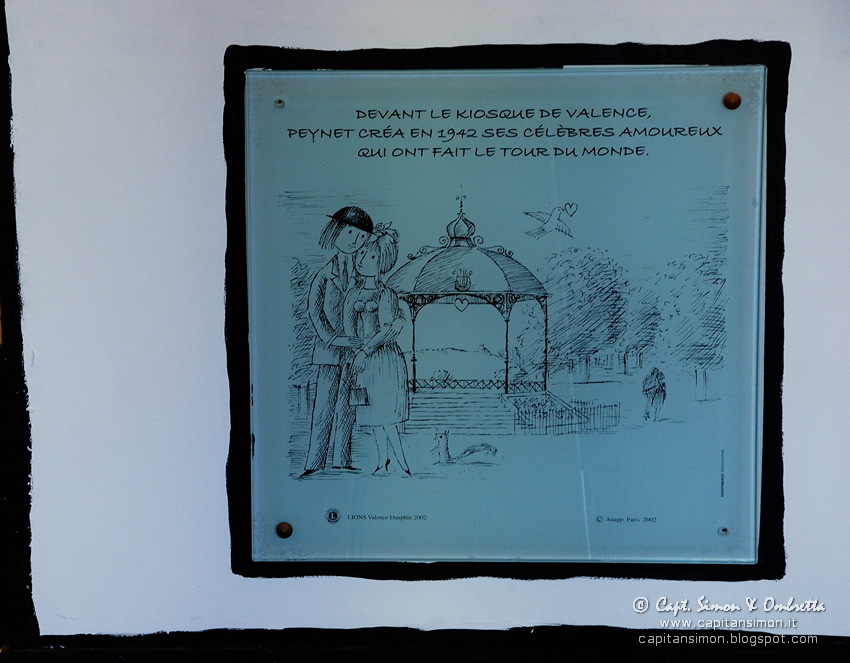 DEVANT LE KIOSQUE DE VALENCE,
PEYNET CRÉA EN 1942 SES CÉLÈBRES AMOUREUX
QUI ONT FAIT LE TOUR DU MONDE.
L
LIONS Valence Dauphin 2002
© Adagp, Paris 2002
© Capt. Simon & Ombretta
www.capitansimon.it
capitansimon.blogspot.com